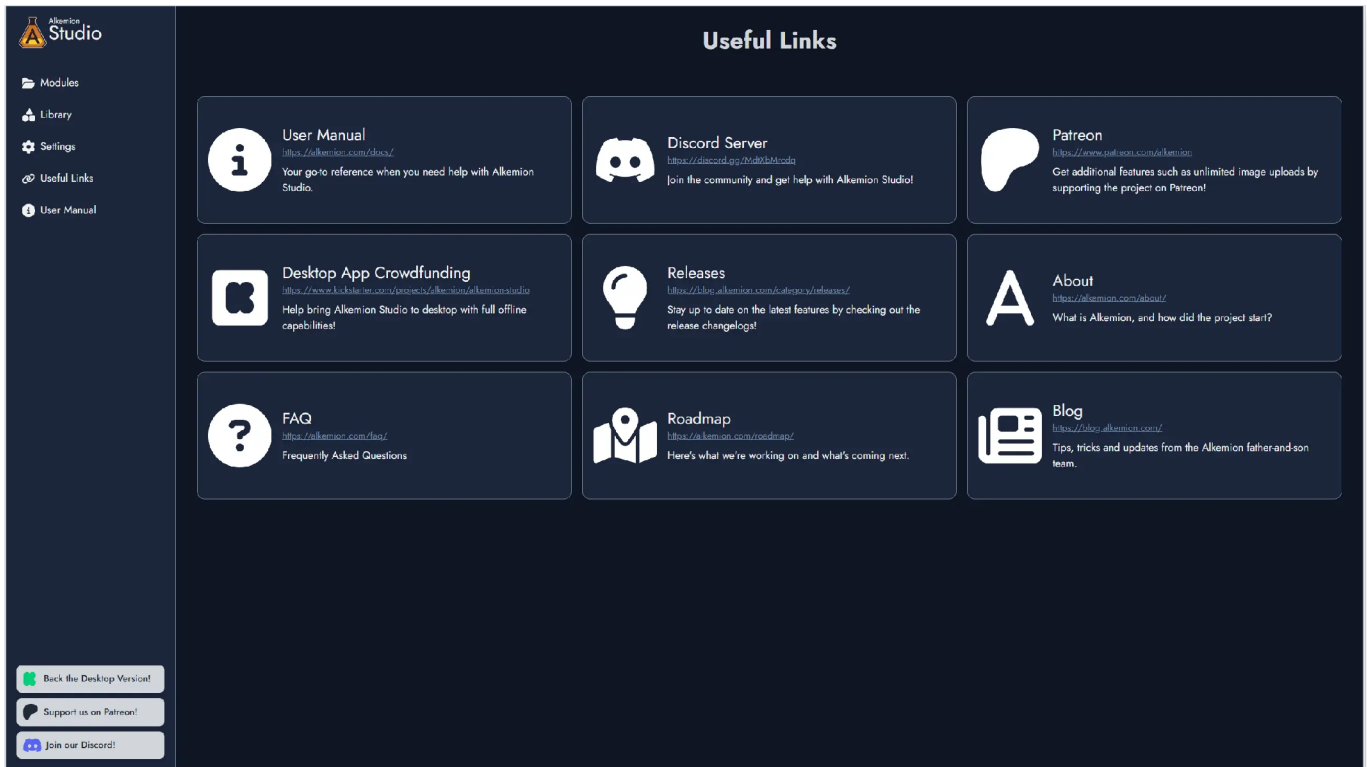 Alkemion
Studio
Modules
Library
Settings
Useful Links
User Manual
Back the Desktop Version!
Support us on Patreon!
Join our Discord!
Useful Links
User Manual
https://alkemion.com/docs/
Your go-to reference when you need help with Alkemion
Studio.
Discord Server
Join the community and get help with Alkemion Studio!
Patreon
https://www.patreon.com/alkemion
Get additional features such as unlimited image uploads by
supporting the project on Patreon!
Desktop App Crowdfunding
https://www.kickstarter.com/projects/alkemion/alkemion-studio
Help bring Alkemion Studio to desktop with full offline
capabilities!
Releases
https://blog.alkemion.com/category/releases/
Stay up to date on the latest features by checking out the
release changelogs!
About
https://alkemion.com/about/
What is Alkemion, and how did the project start?
FAQ
https://alkemion.com/faq/
Frequently Asked Questions
Roadmap
https://alkemion.com/roadmap/
Here's what we're working on and what's coming next.
Blog
https://blog.alkemion.com/
Tips, tricks and updates from the Alkemion father-and-son
team.